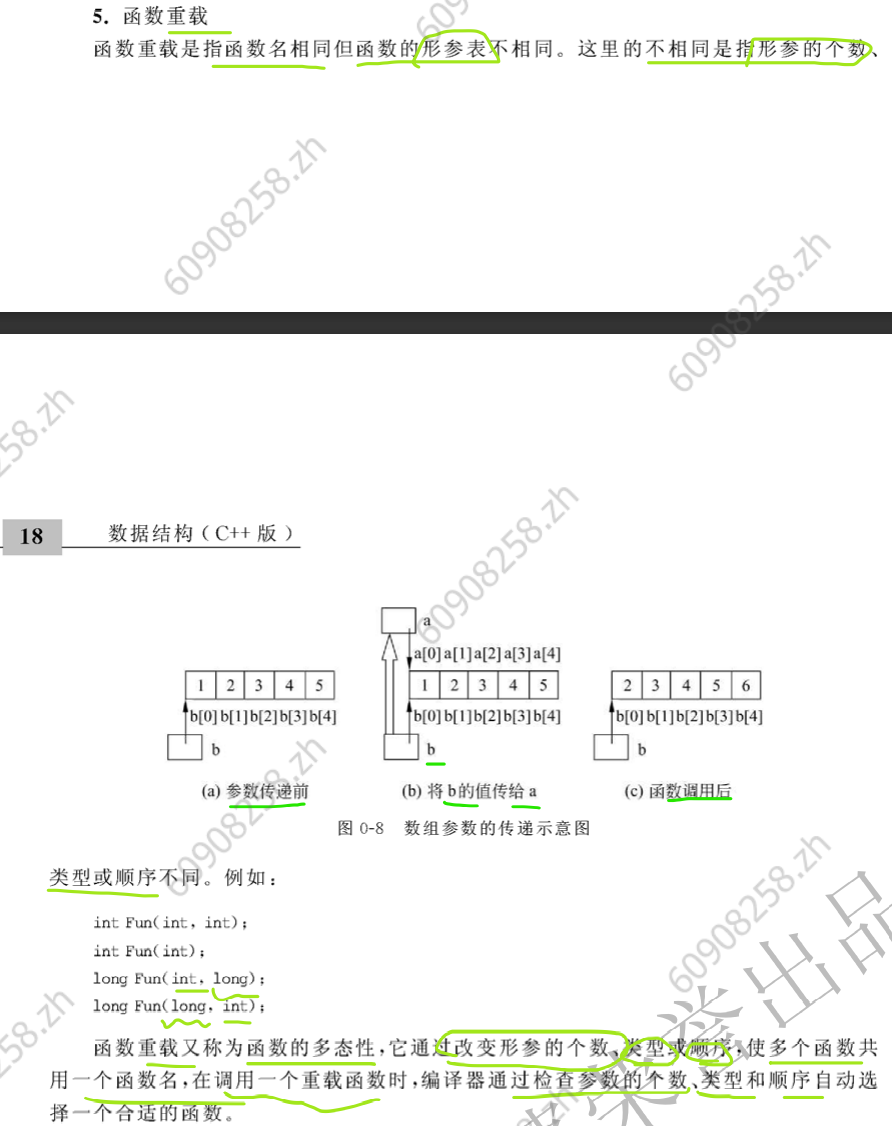 5. 函数重载
函数重载是指函数名相同但函数的形参表不相同。这里的不相同是指形参的个数、
60908258.zh
60908258.zh
18 数据结构（C++ 版）
60908258.zh
a
a[0] a[1] a[2] a[3] a[4]
1 2 3 4 5
1 2 3 4 5
2 3 4 5 6
b[0] b[1] b[2] b[3] b[4]
b[0] b[1] b[2] b[3] b[4]
b[0] b[1] b[2] b[3] b[4]
b
b
b
(a) 参数传递前
(b) 将 b的值传给 a
(c) 函数调用后
图 0-8 数组参数的传递示意图
60908258.zh
类型或顺序不同。例如：
int Fun(int, int);
int Fun(int);
long Fun(int, long);
long Fun(long, int);
60908258.zh
函数重载又称为函数的多态性,它通过改变形参的个数、类型或顺序,使多个函数共
用一个函数名,在调用一个重载函数时,编译器通过检查参数的个数、类型和顺序自动选
择一个合适的函数。